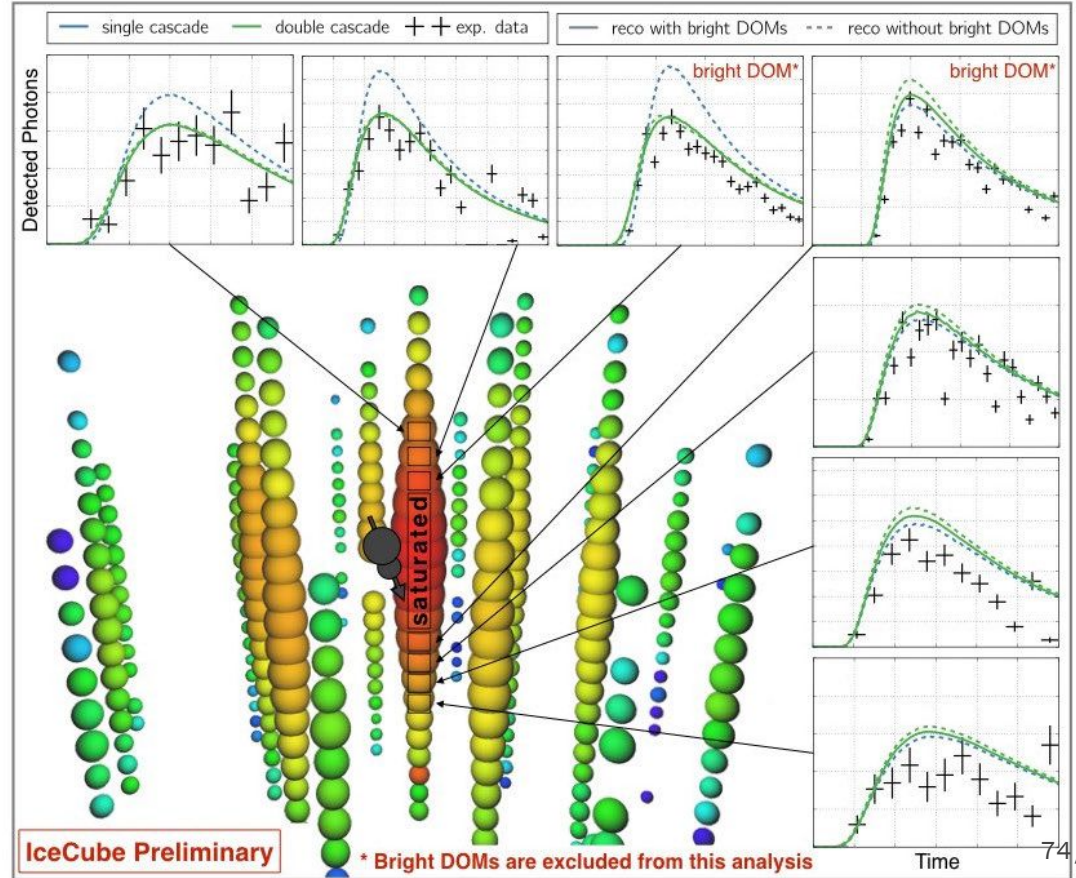 single cascade double cascade exp. data reco with bright DOMs reco without bright DOMs
Detected Photons
bright DOM*
bright DOM*
saturated
IceCube Preliminary
* Bright DOMs are excluded from this analysis
Time
74